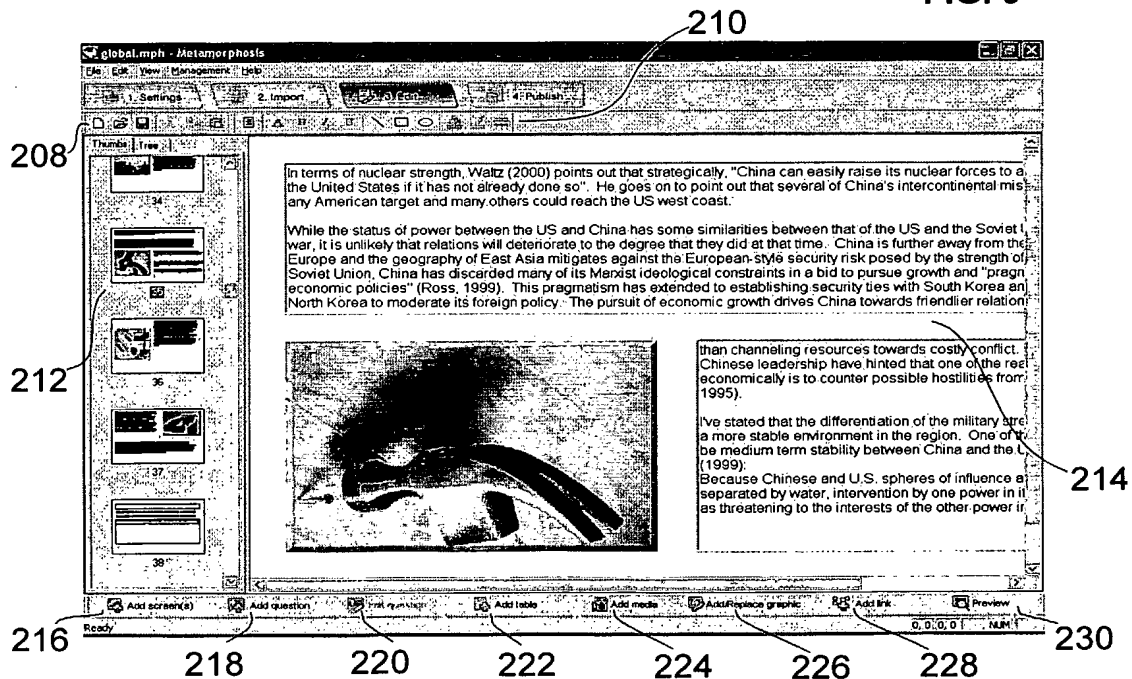 210
global.mph - Metamorphosis
File Edit View Management Help
1. Settings 2. Import 4. Publish
208
Thumbs Tree
34
36
37
38
212
In terms of nuclear strength, Waltz (2000) points out that strategically, "China can easily raise its nuclear forces to a
the United States if it has not already done so". He goes on to point out that several of China's intercontinental mis
any American target and many others could reach the US west coast.
While the status of power between the US and China has some similarities between that of the US and the Soviet
war, it is unlikely that relations will deteriorate to the degree that they did at that time. China is further away from the
Europe and the geography of East Asia mitigates against the European-style security risk posed by the strength of
Soviet Union, China has discarded many of its Marxist ideological constraints in a bid to pursue growth and "pragn
economic policies" (Ross, 1999). This pragmatism has extended to establishing security ties with South Korea an
North Korea to moderate its foreign policy. The pursuit of economic growth drives China towards friendlier relation
than channeling resources towards costly conflict.
Chinese leadership have hinted that one of the rea
economically is to counter possible hostilities from
1995).
I've stated that the differentiation of the military stre
a more stable environment in the region. One of th
be medium term stability between China and the U
(1999):
Because Chinese and U.S. spheres of influence a
separated by water, intervention by one power in it
as threatening to the interests of the other power in
214
Add screen(s) Add question Edit question Add table Add media Add/Replace graphic Add link Preview
Ready 0, 0, 0, 0 NUM
216 218 220 222 224 226 228 230